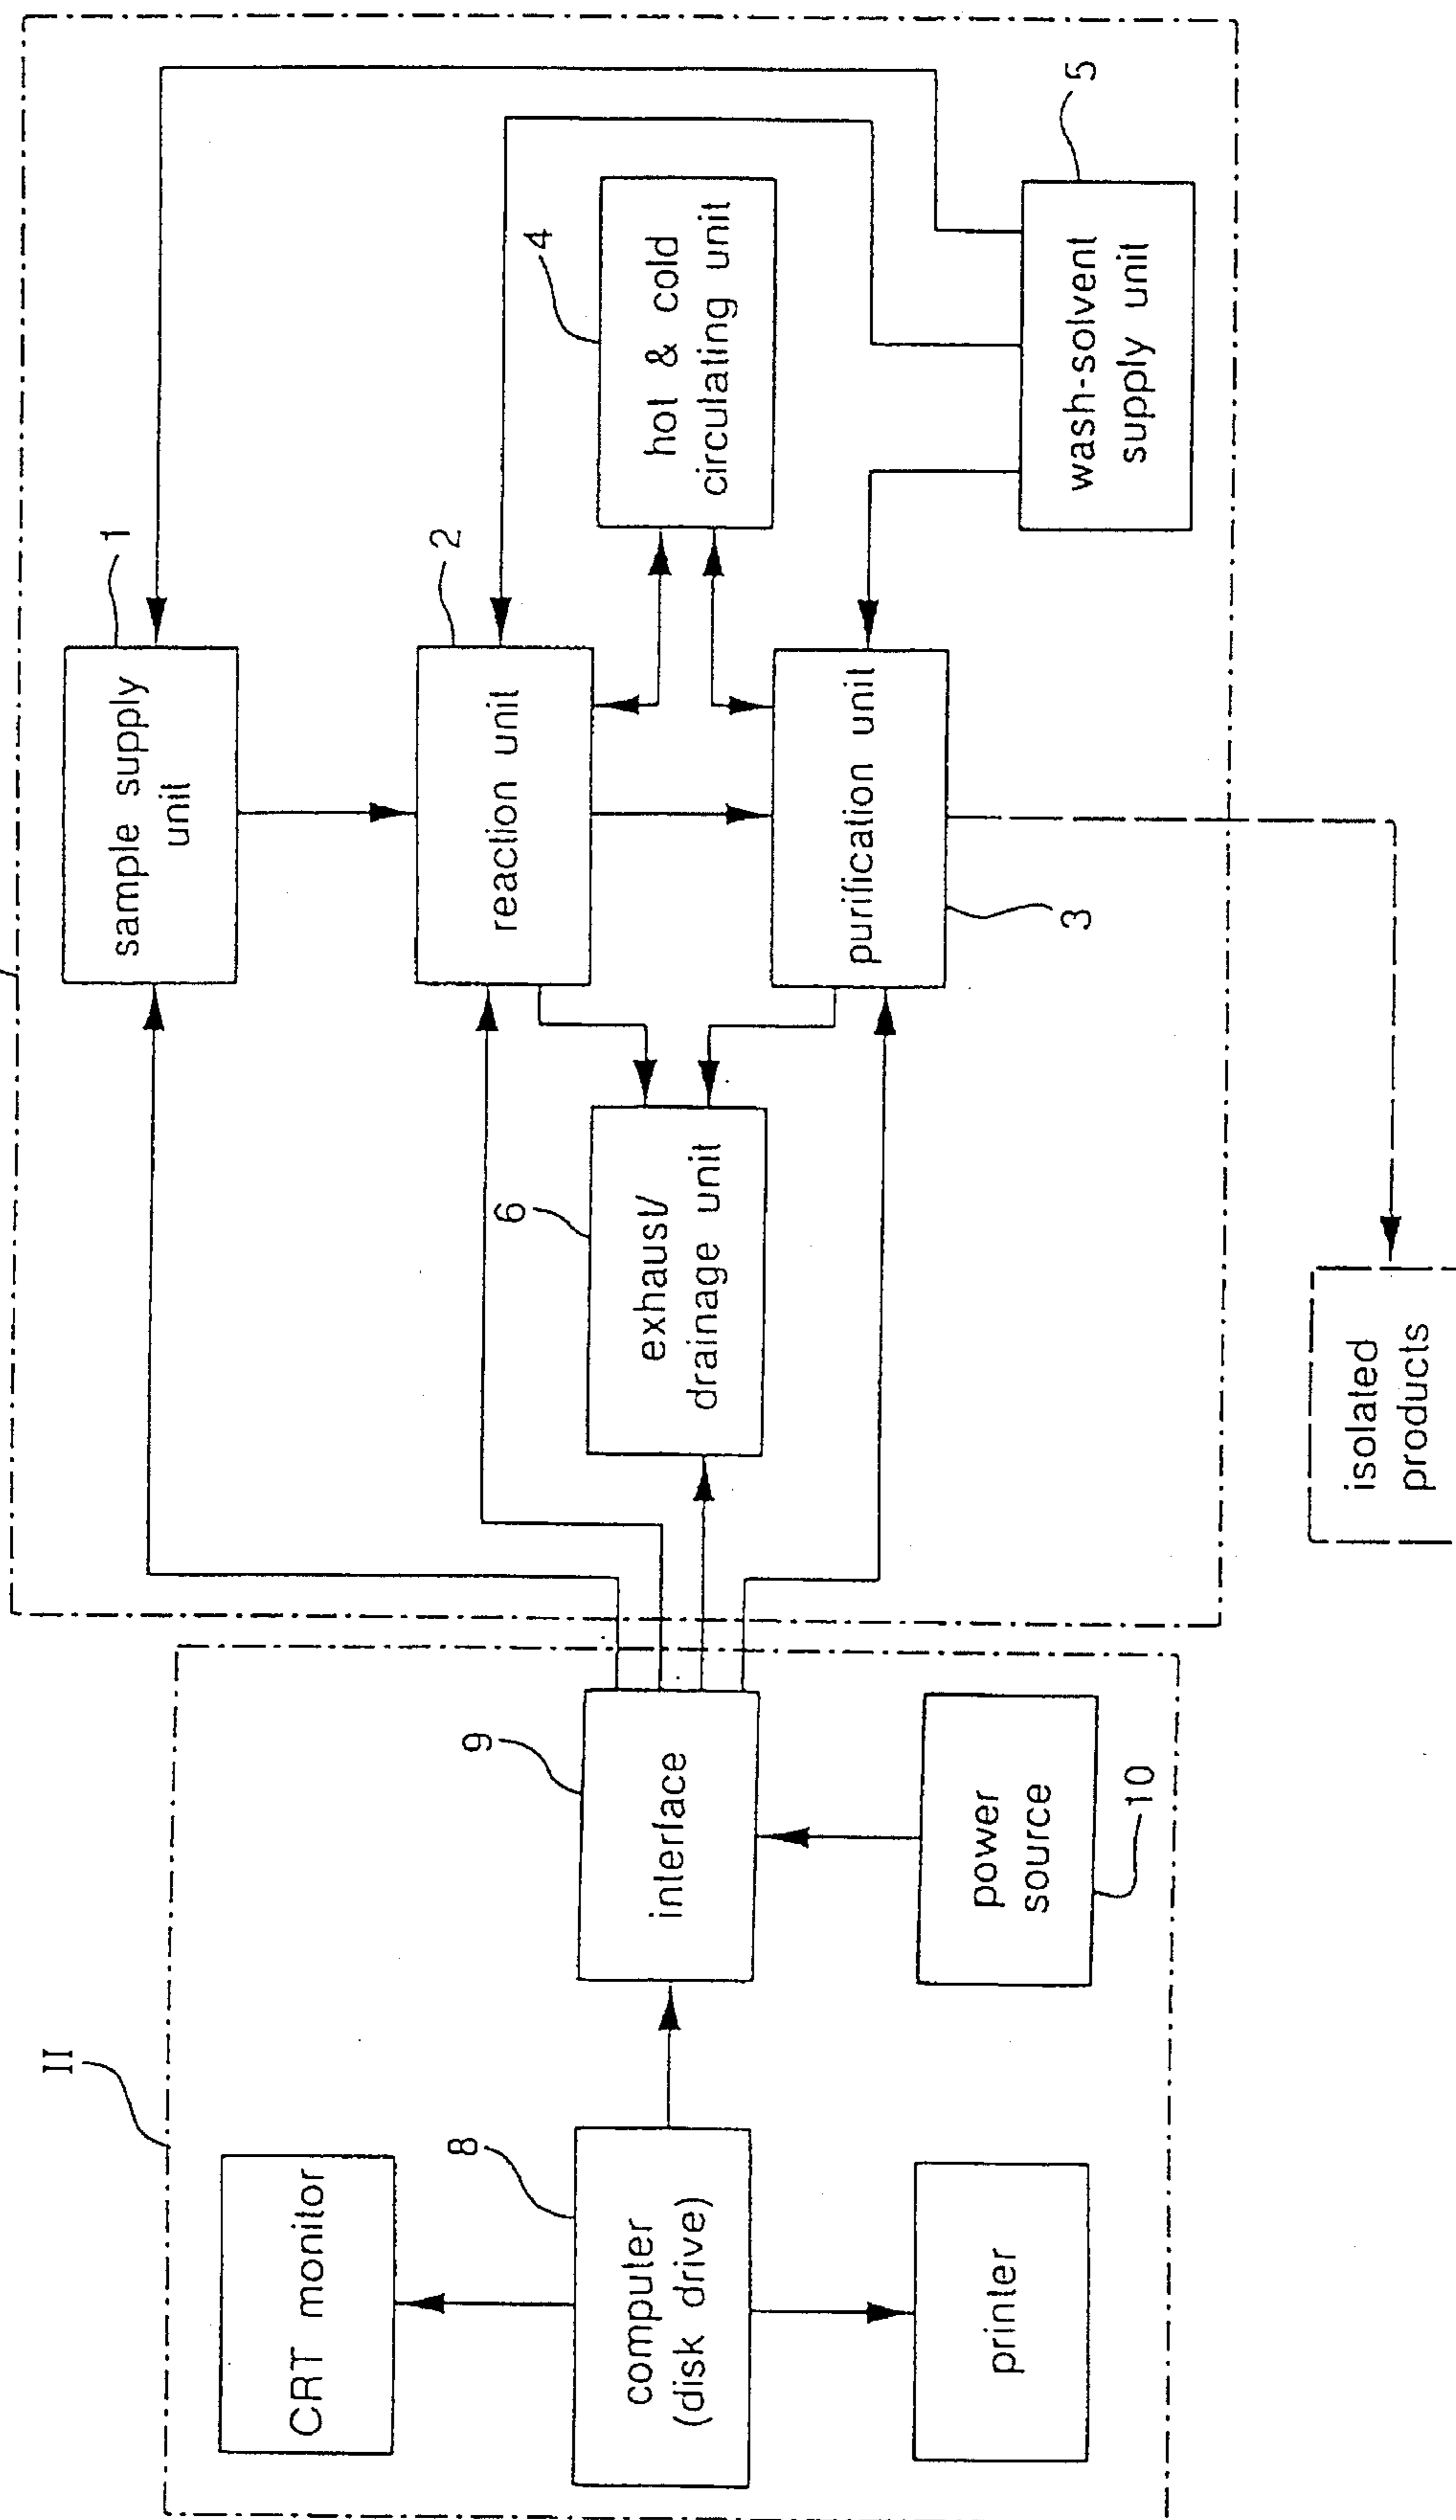 II
CRT monitor
8
computer
(disk drive)
printer
9
interface
power
source
10
1
sample supply
unit
2
reaction unit
6
exhaust/
drainage unit
4
hot & cold
circulating unit
purification unit
3
5
wash-solvent
supply unit
isolated
products